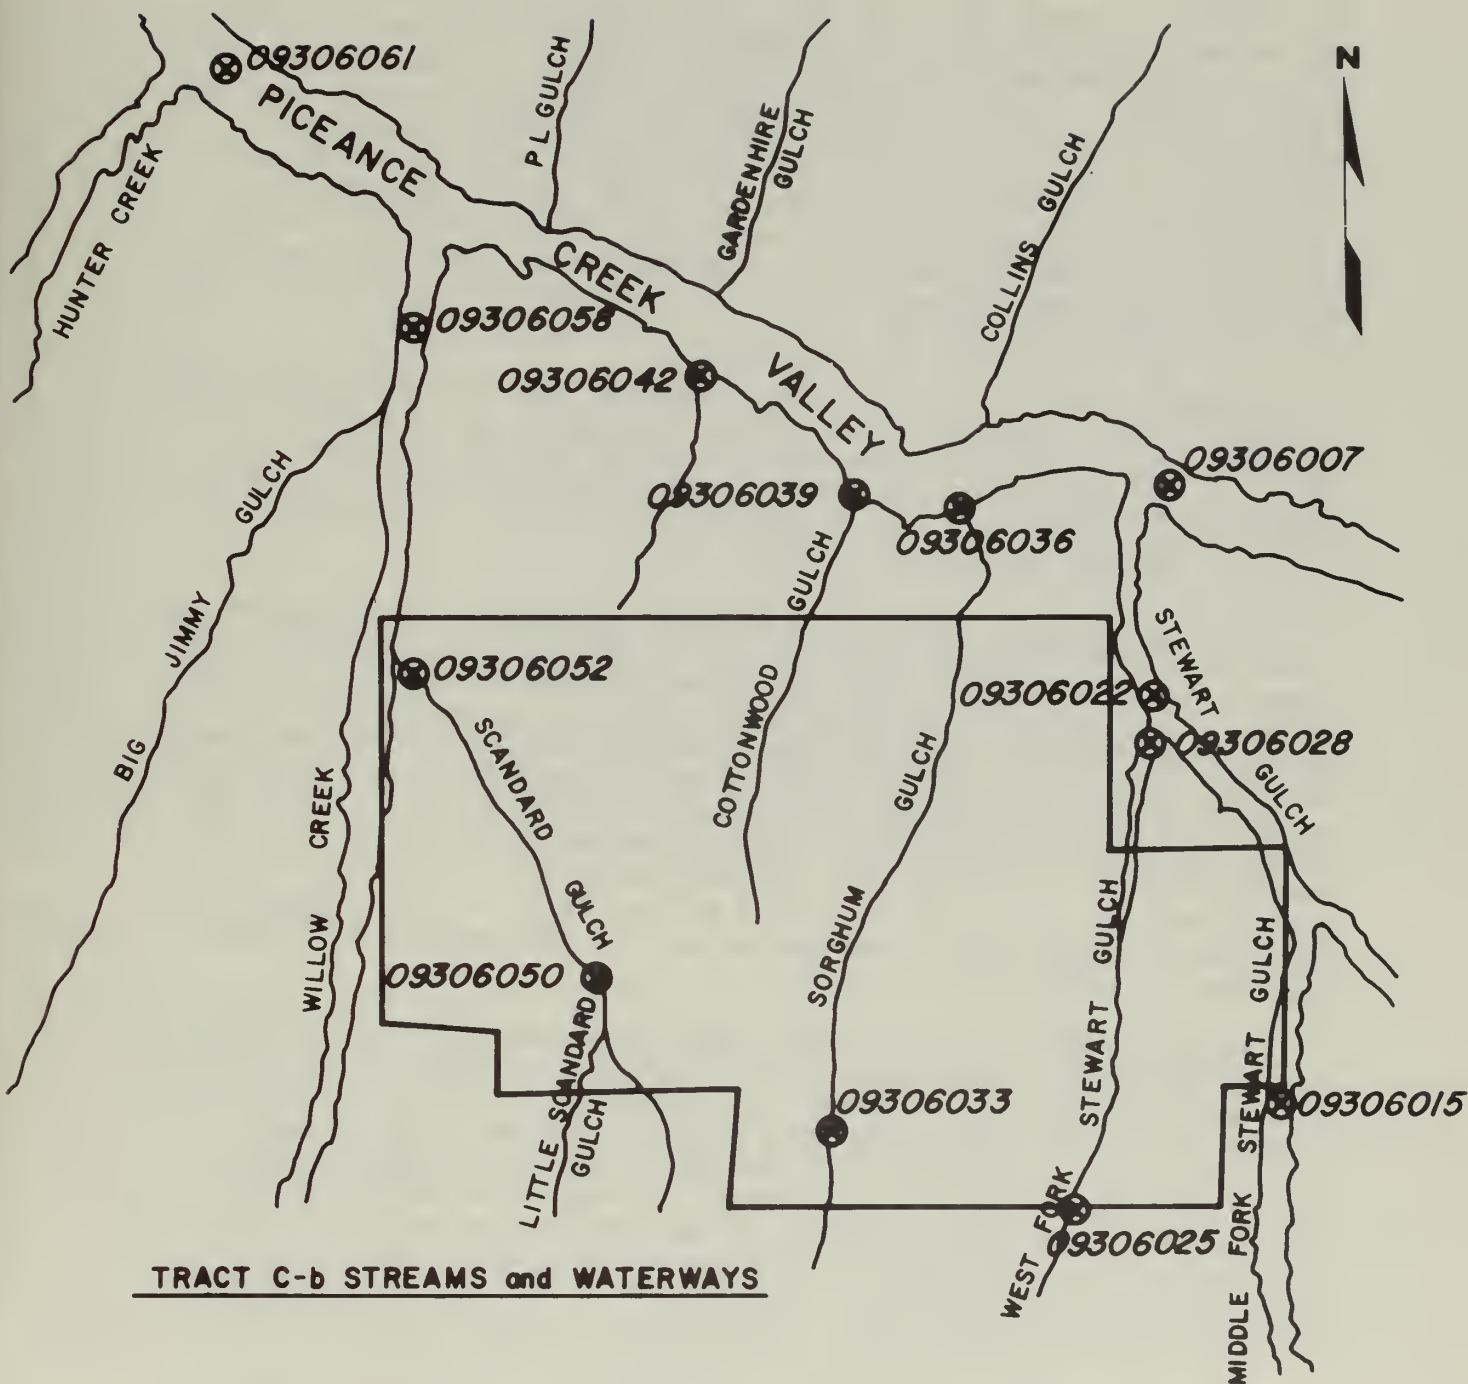 N
09306061
PICEANCE
CREEK
VALLEY
P L GULCH
GARDENHIRE
GULCH
COLLINS GULCH
HUNTER CREEK
09306058
09306042
09306007
09306039
09306036
BIG JIMMY GULCH
COTTONWOOD GULCH
STEWART GULCH
09306052
09306022
09306028
SCANDARD GULCH
WILLOW CREEK
SORGHUM GULCH
09306050
LITTLE SCANDARD
GULCH
09306033
09306015
WEST FORK STEWART GULCH
MIDDLE FORK STEWART GULCH
09306025
TRACT C-b STREAMS and WATERWAYS